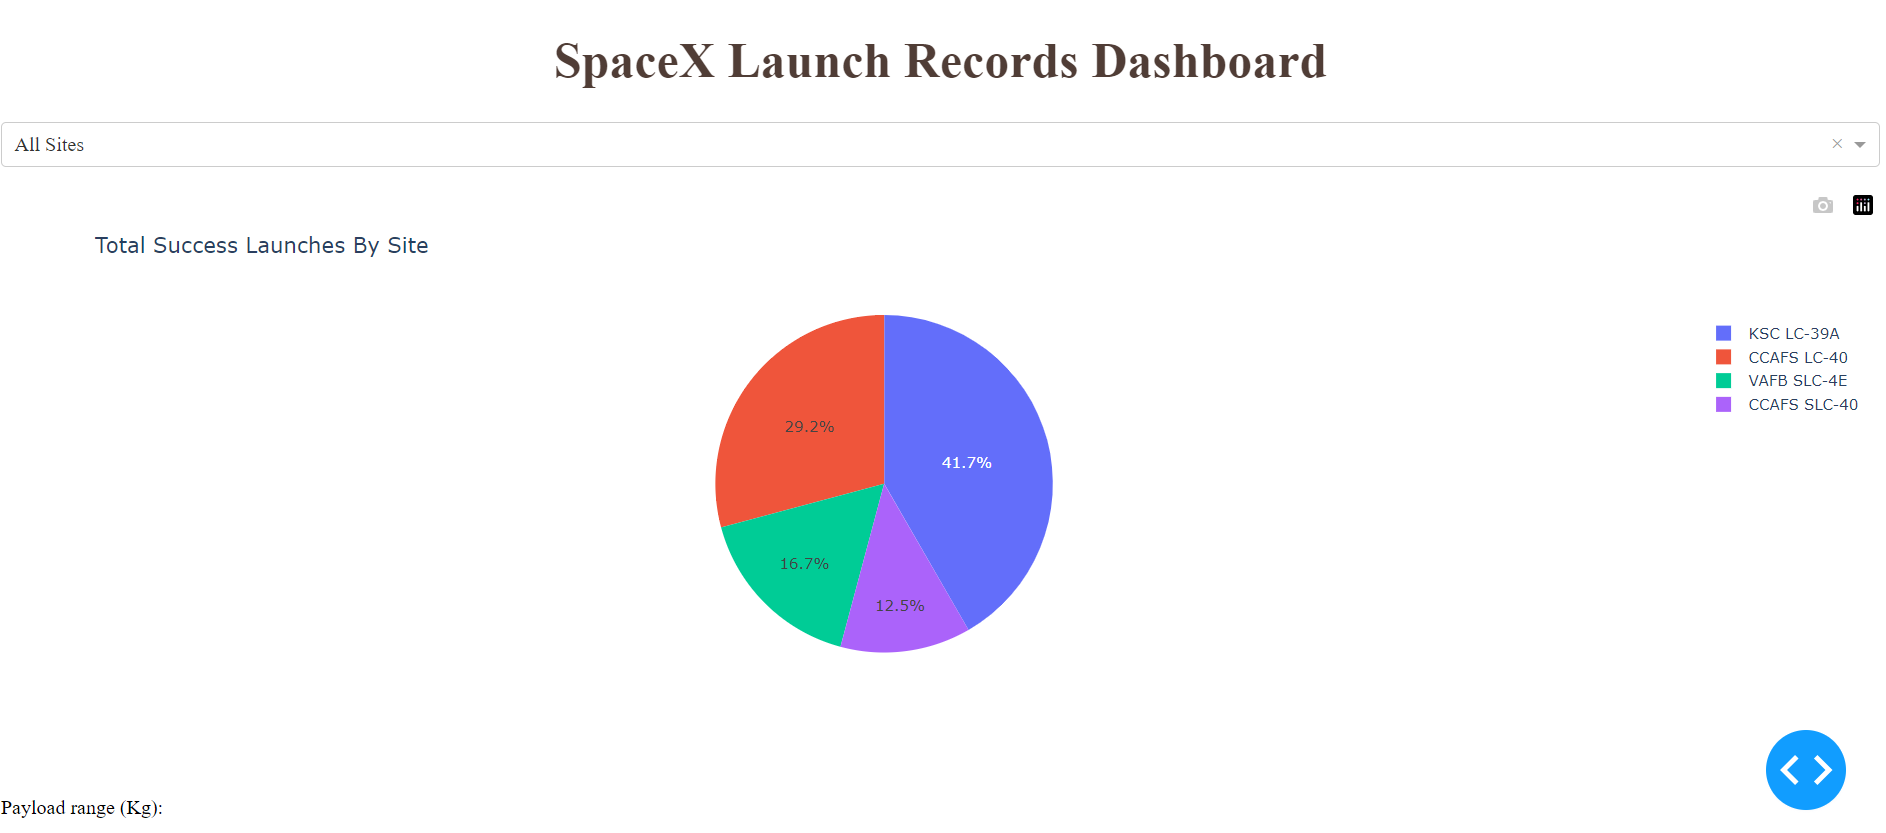 SpaceX Launch Records Dashboard
All Sites
Total Success Launches By Site
KSC LC-39A
CCAFS LC-40
VAFB SLC-4E
CCAFS SLC-40
29.2%
41.7%
16.7%
12.5%
Payload range (Kg):